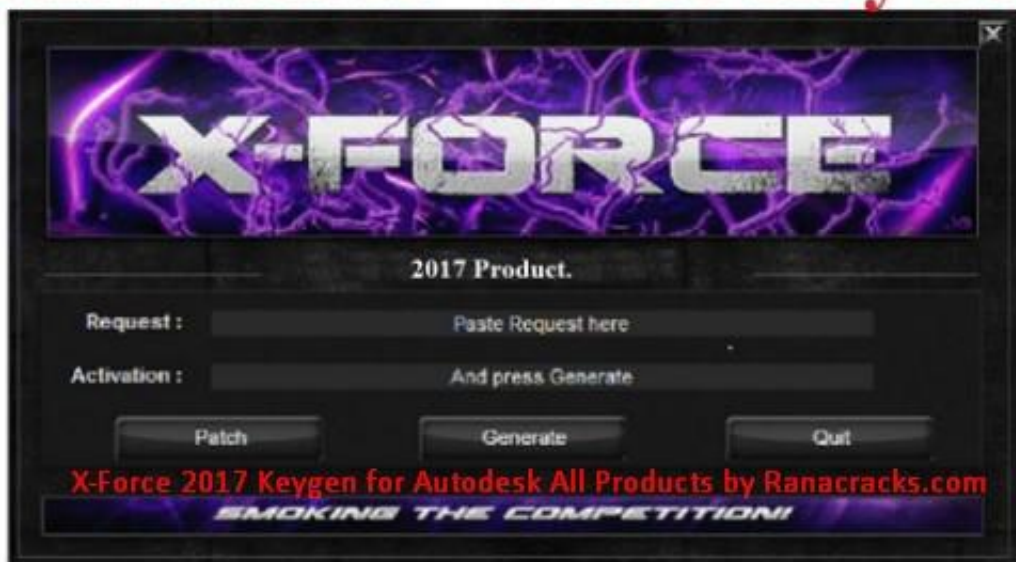 X-FORCE
2017 Product.
Request :
Paste Request here
Activation :
And press Generate
Patch
Generate
Quit
X-Force 2017 Keygen for Autodesk All Products by Ranacracks.com
SMOKING THE COMPETITION!